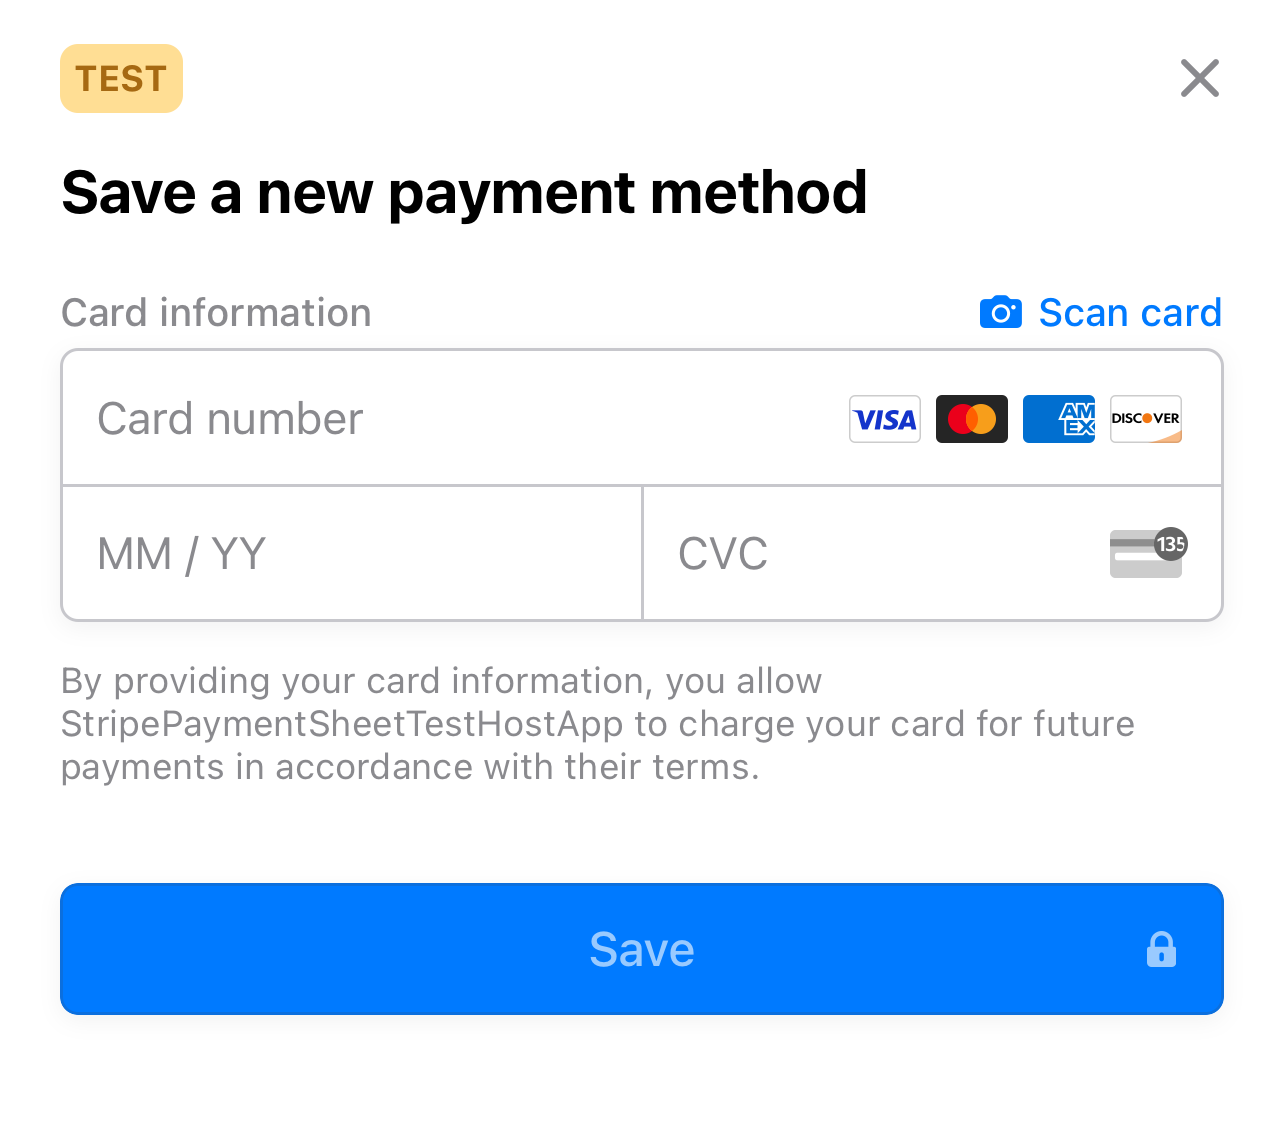 TEST
Save a new payment method
Card information
Scan card
Card number
VISA
AM
EX
DISCOVER
MM / YY
CVC
135
By providing your card information, you allow
StripePaymentSheetTestHostApp to charge your card for future
payments in accordance with their terms.
Save